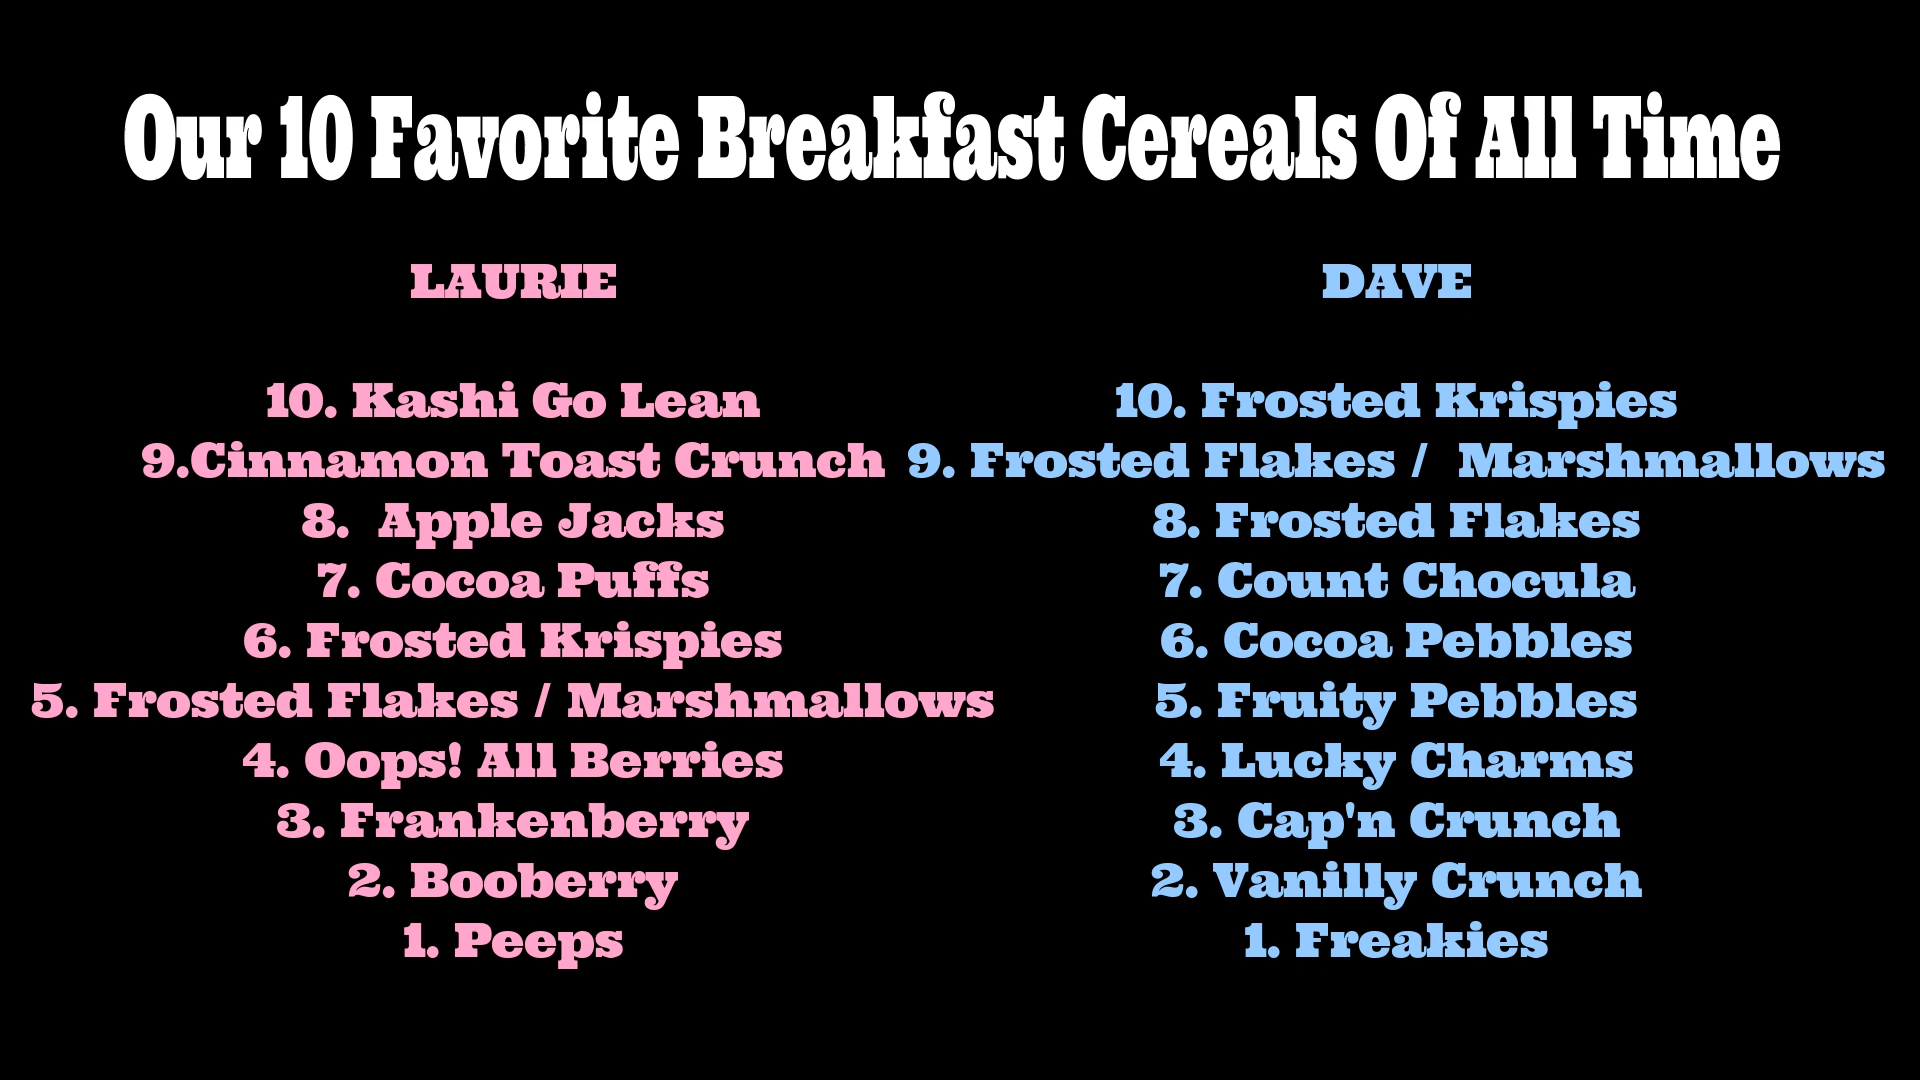 Our 10 Favorite Breakfast Cereals Of All Time
LAURIE
10. Kashi Go Lean
9.Cinnamon Toast Crunch
8.  Apple Jacks
7. Cocoa Puffs
6. Frosted Krispies
5. Frosted Flakes / Marshmallows
4. Oops! All Berries
3. Frankenberry
2. Booberry
1. Peeps
DAVE
10. Frosted Krispies
9. Frosted Flakes /  Marshmallows
8. Frosted Flakes
7. Count Chocula
6. Cocoa Pebbles
5. Fruity Pebbles
4. Lucky Charms
3. Cap'n Crunch
2. Vanilly Crunch
1. Freakies